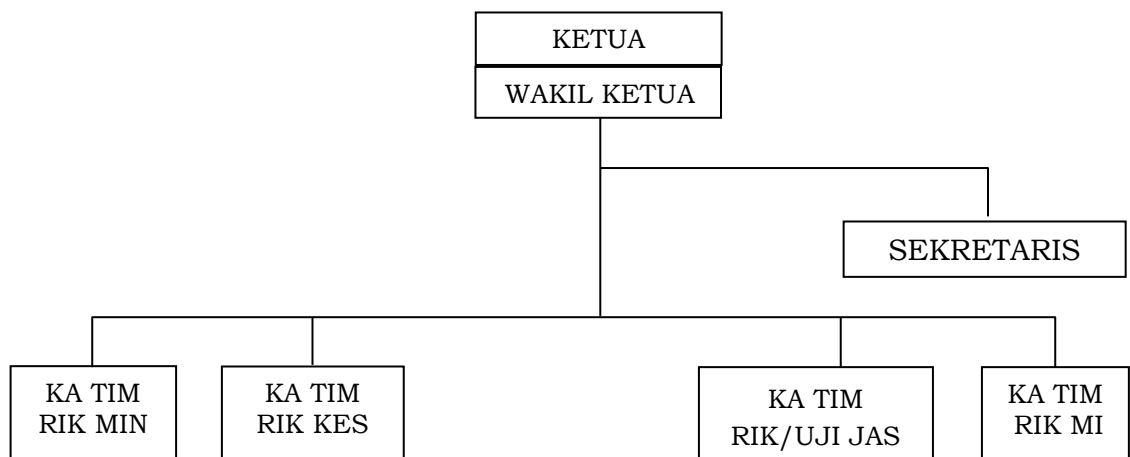 KETUA
WAKIL KETUA
SEKRETARIS
KA TIM
RIK MIN
KA TIM
RIK KES
KA TIM
RIK/UJI JAS
KA TIM
RIK MI